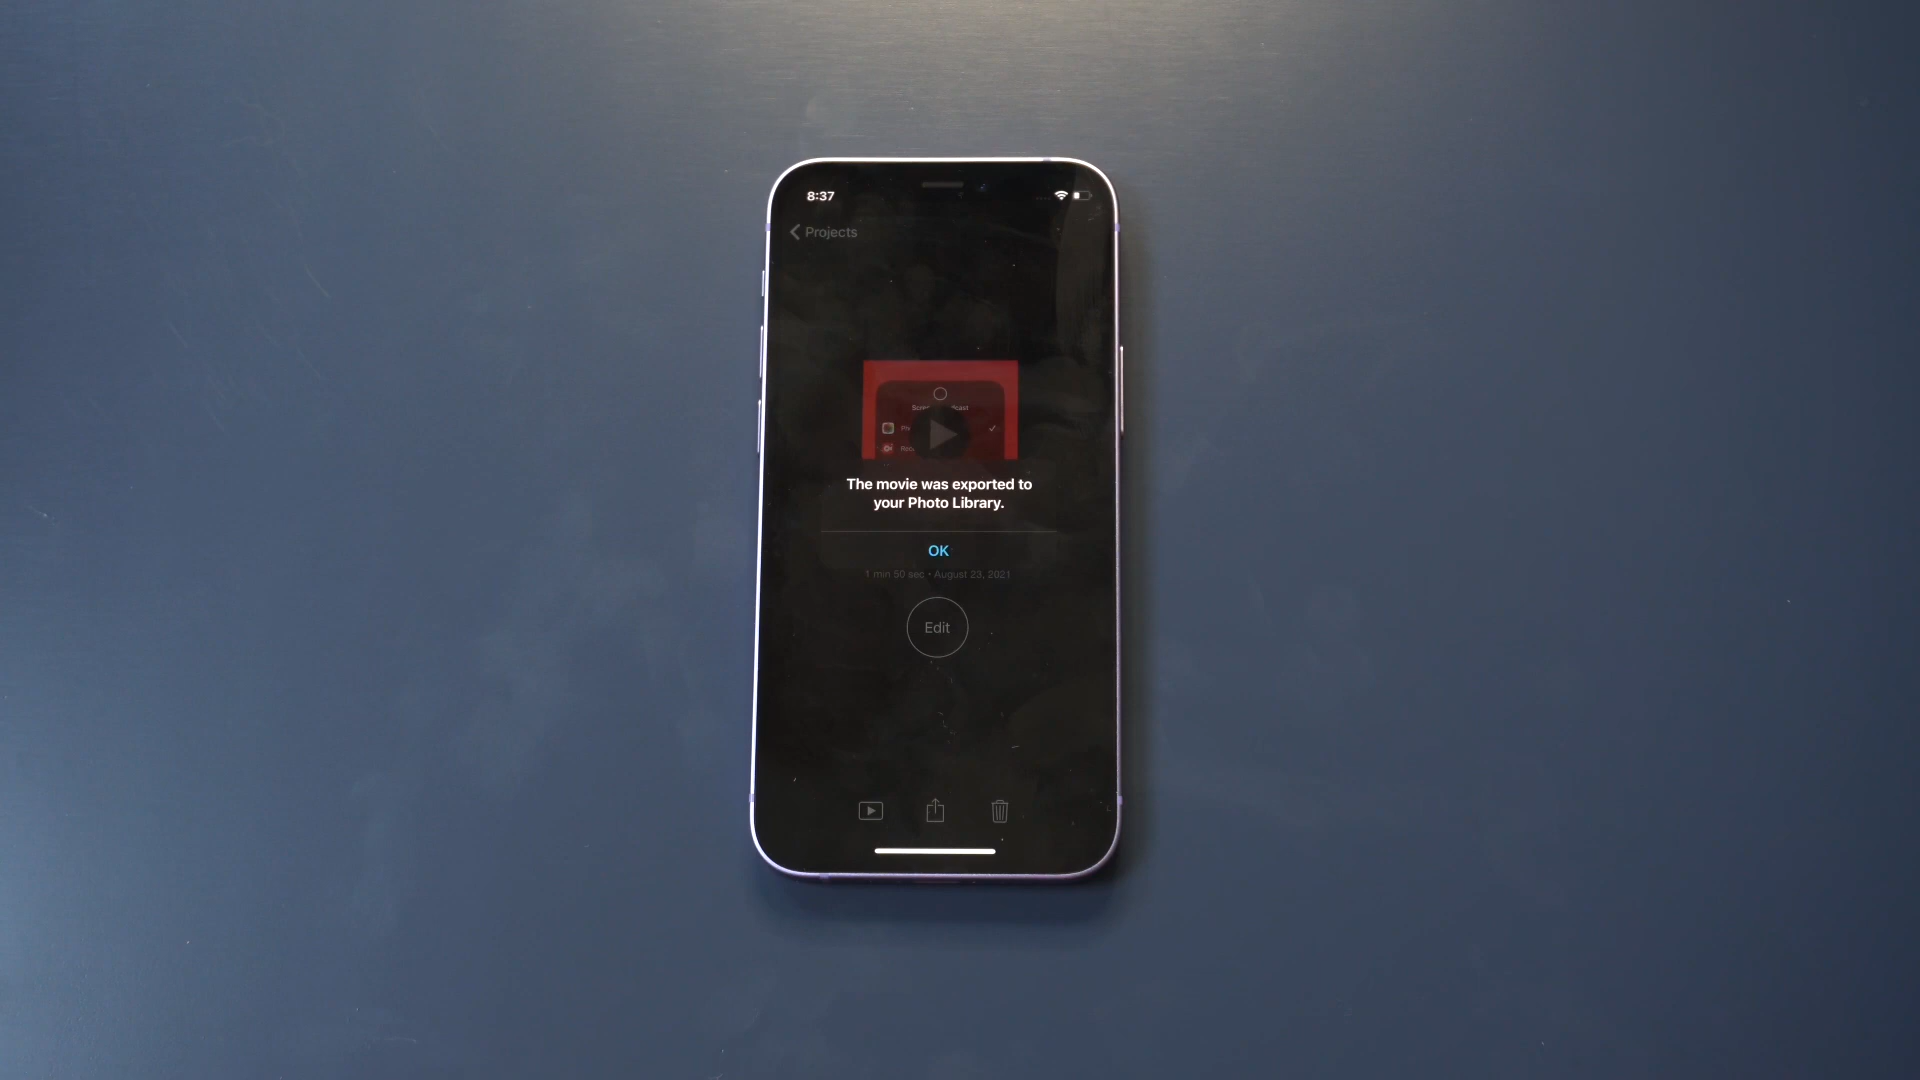 8:37
Projects
The movie was exported to
your Photo Library.
OK
1 min 50 sec • August 23, 2021
Edit